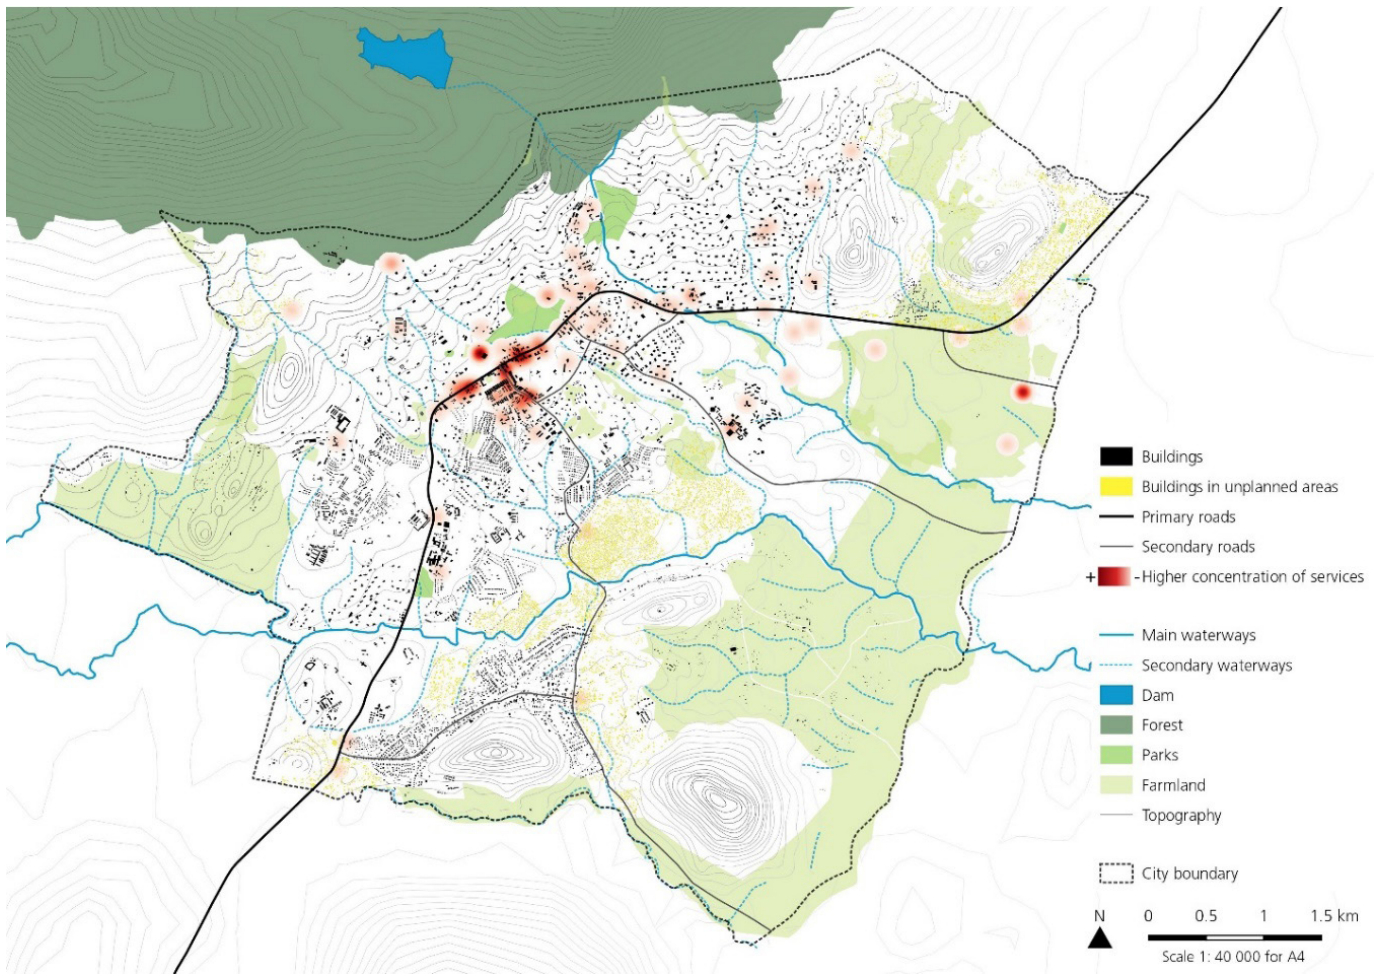 Buildings
Buildings in unplanned areas
Primary roads
Secondary roads
+ - Higher concentration of services
Main waterways
Secondary waterways
Dam
Forest
Parks
Farmland
Topography
City boundary
N 0 0.5 1 1.5 km
Scale 1: 40 000 for A4